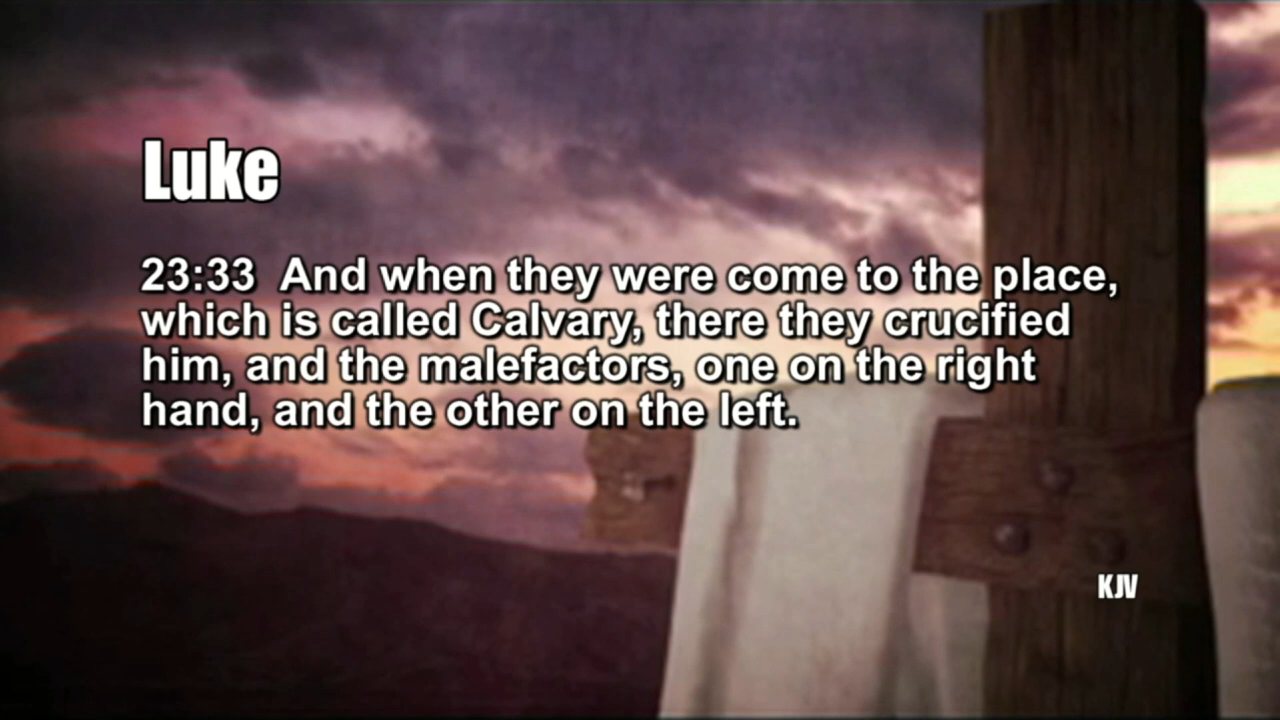 Luke
23:33  And when they were come to the place,
which is called Calvary, there they crucified
him, and the malefactors, one on the right
hand, and the other on the left.
KJV